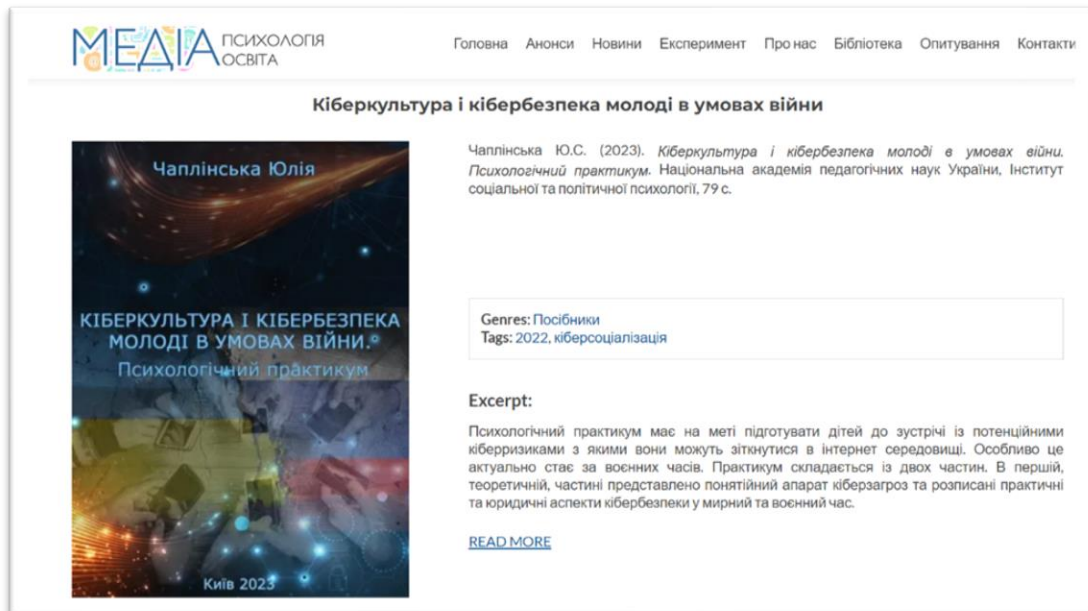 МЕДІА ПСИХОЛОГІЯ ОСВІТА
Головна Анонси Новини Експеримент Про нас Бібліотека Опитування Контакти
Кіберкультура і кібербезпека молоді в умовах війни
Чаплінська Юлія
КІБЕРКУЛЬТУРА І КІБЕРБЕЗПЕКА
МОЛОДІ В УМОВАХ ВІЙНИ.
Психологічний практикум
Київ 2023
Чаплінська Ю.С. (2023). Кіберкультура і кібербезпека молоді в умовах війни.
Психологічний практикум. Національна академія педагогічних наук України, Інститут
соціальної та політичної психології, 79 с.
Genres: Посібники
Tags: 2022, кіберсоціалізація
Excerpt:
Психологічний практикум має на меті підготувати дітей до зустрічі із потенційними
кіберризиками з якими вони можуть зіткнутися в інтернет середовищі. Особливо це
актуально стає за воєнних часів. Практикум складається із двох частин. В першій,
теоретичній, частині представлено понятійний апарат кіберзагроз та розписані практичні
та юридичні аспекти кібербезпеки у мирний та воєнний час.
READ MORE